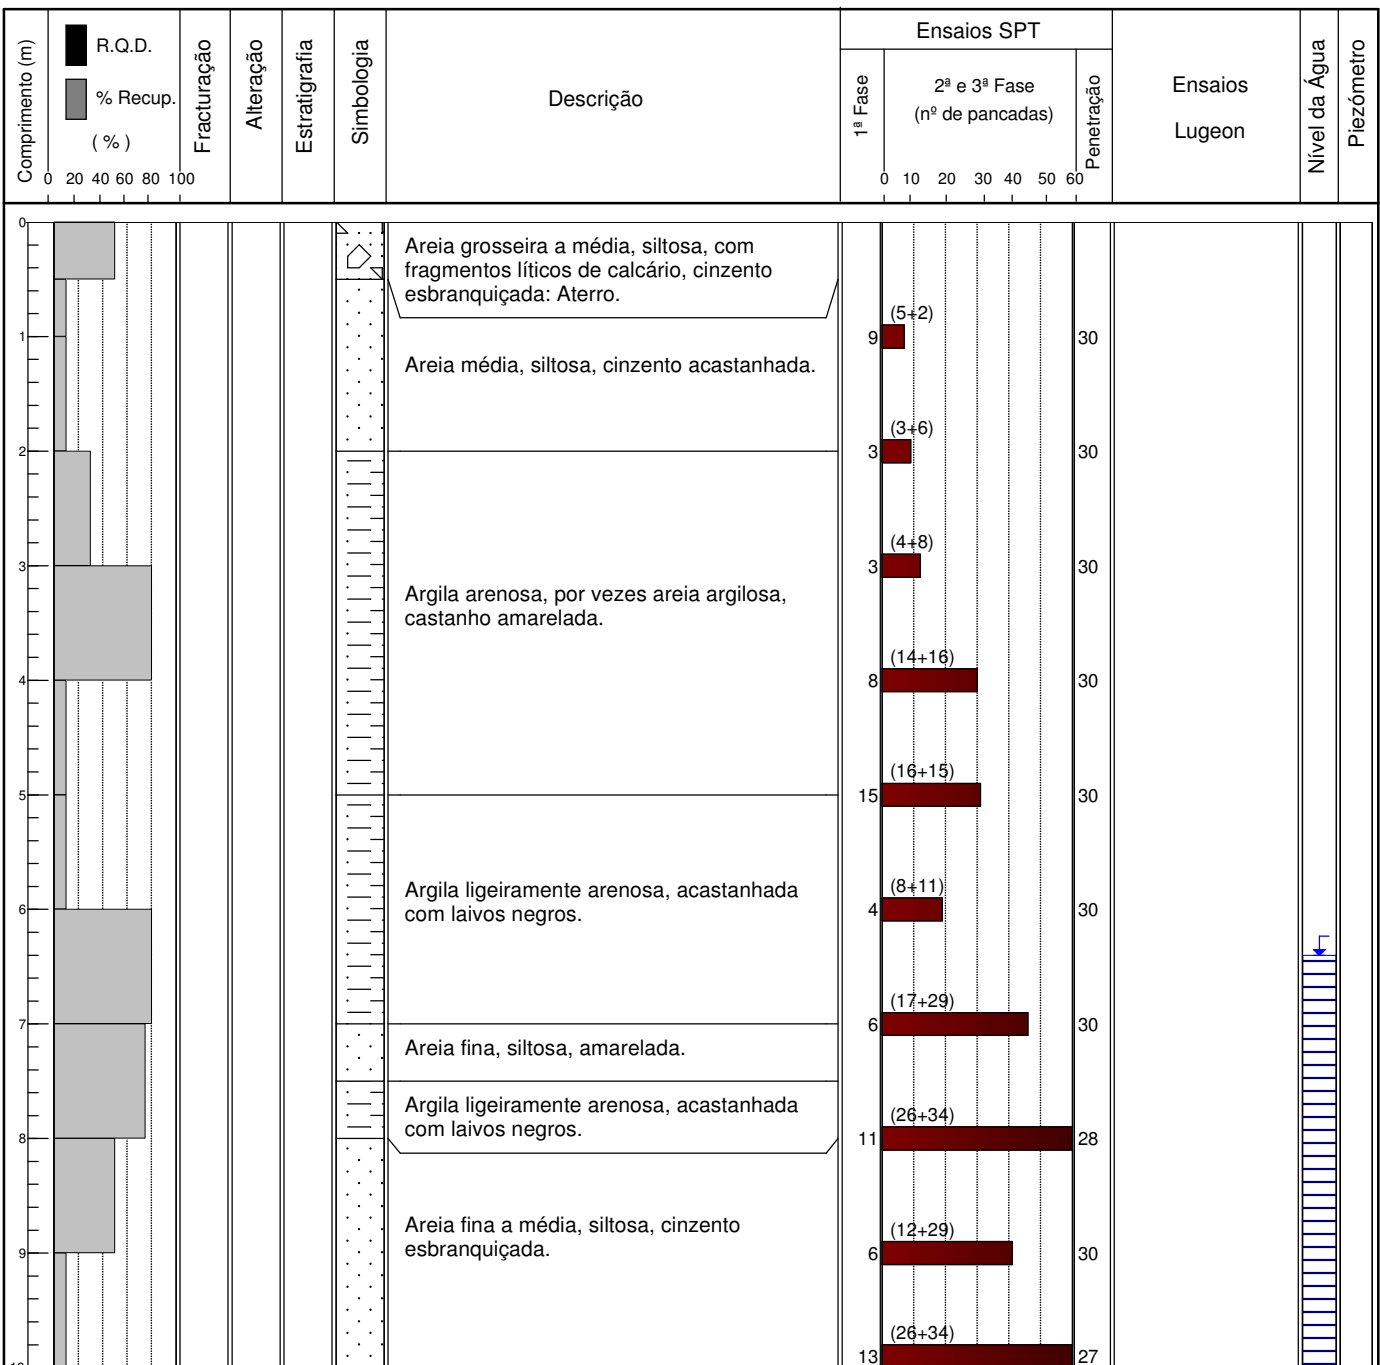 Comprimento (m)
R.Q.D.
% Recup.
( % )
0 20 40 60 80 100
Fracturação
Alteração
Estratigrafia
Simbologia
Descrição
Ensaios SPT
1ª Fase
2ª e 3ª Fase
(nº de pancadas)
0 10 20 30 40 50 60
Penetração
Ensaios
Lugeon
Nível da Água
Piezómetro
0
Areia grosseira a média, siltosa, com
fragmentos líticos de calcário, cinzento
esbranquiçada: Aterro.
(5+2)
1 9 30
Areia média, siltosa, cinzento acastanhada.
(3+6)
2 3 30
(4+8)
3 3 30
Argila arenosa, por vezes areia argilosa,
castanho amarelada.
(14+16)
4 8 30
(16+15)
5 15 30
Argila ligeiramente arenosa, acastanhada
com laivos negros.
(8+11)
6 4 30
(17+29)
7 6 30
Areia fina, siltosa, amarelada.
Argila ligeiramente arenosa, acastanhada
com laivos negros.
(26+34)
8 11 28
Areia fina a média, siltosa, cinzento
esbranquiçada.
(12+29)
9 6 30
(26+34)
13 27